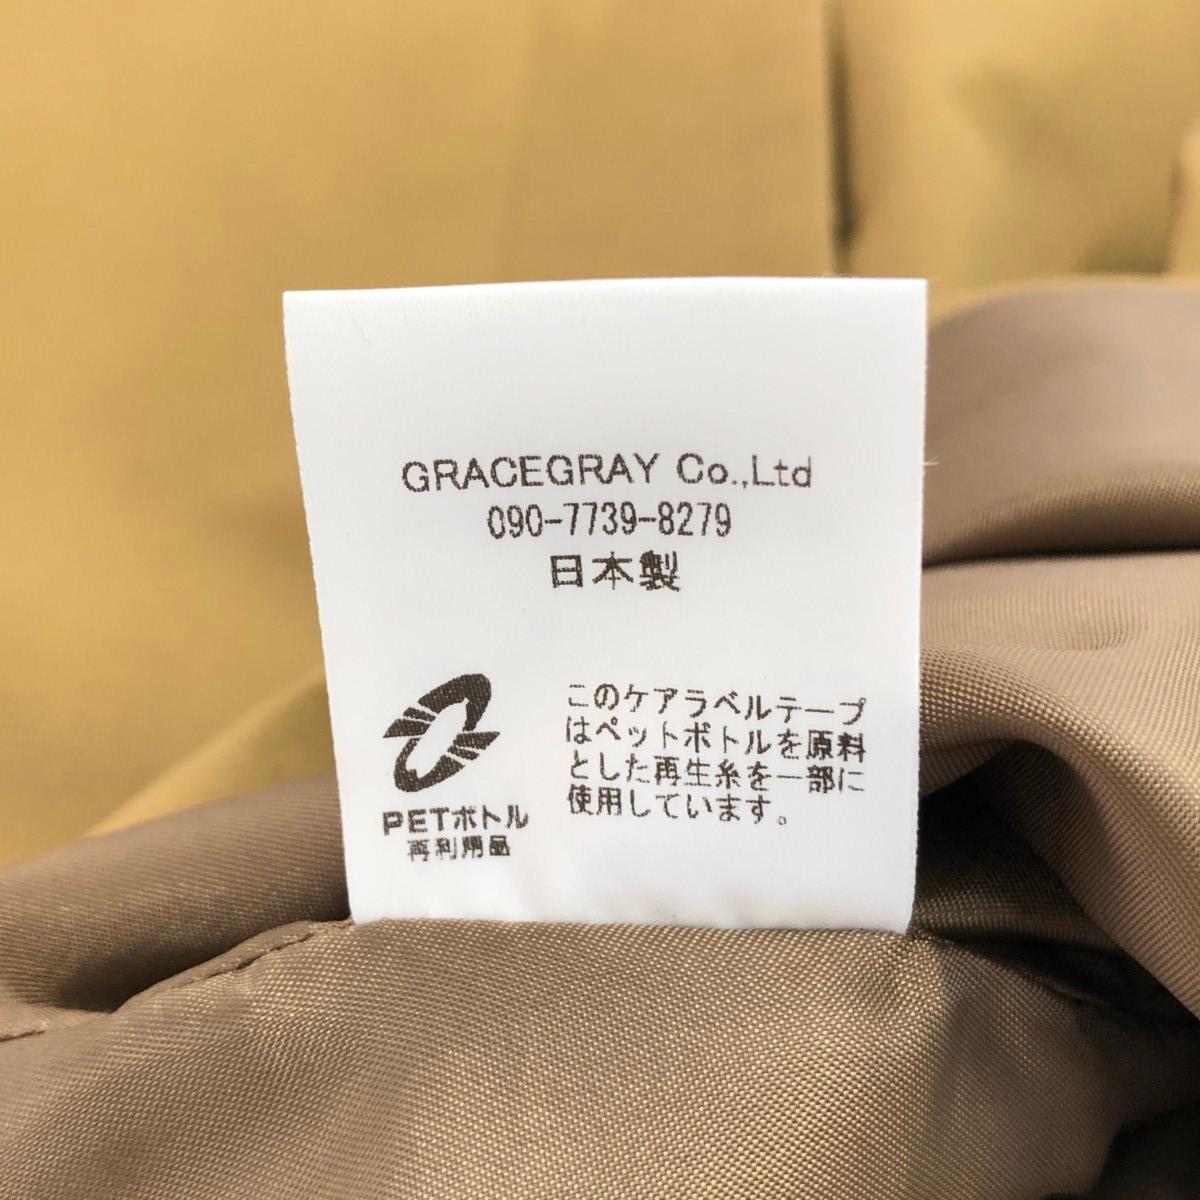 GRACEGRAY Co.,Ltd
090-7739-8279
日本製
PETボトル
再利用品
このケアラベルテープ
はペットボトルを原料
とした再生糸を一部に
使用しています。